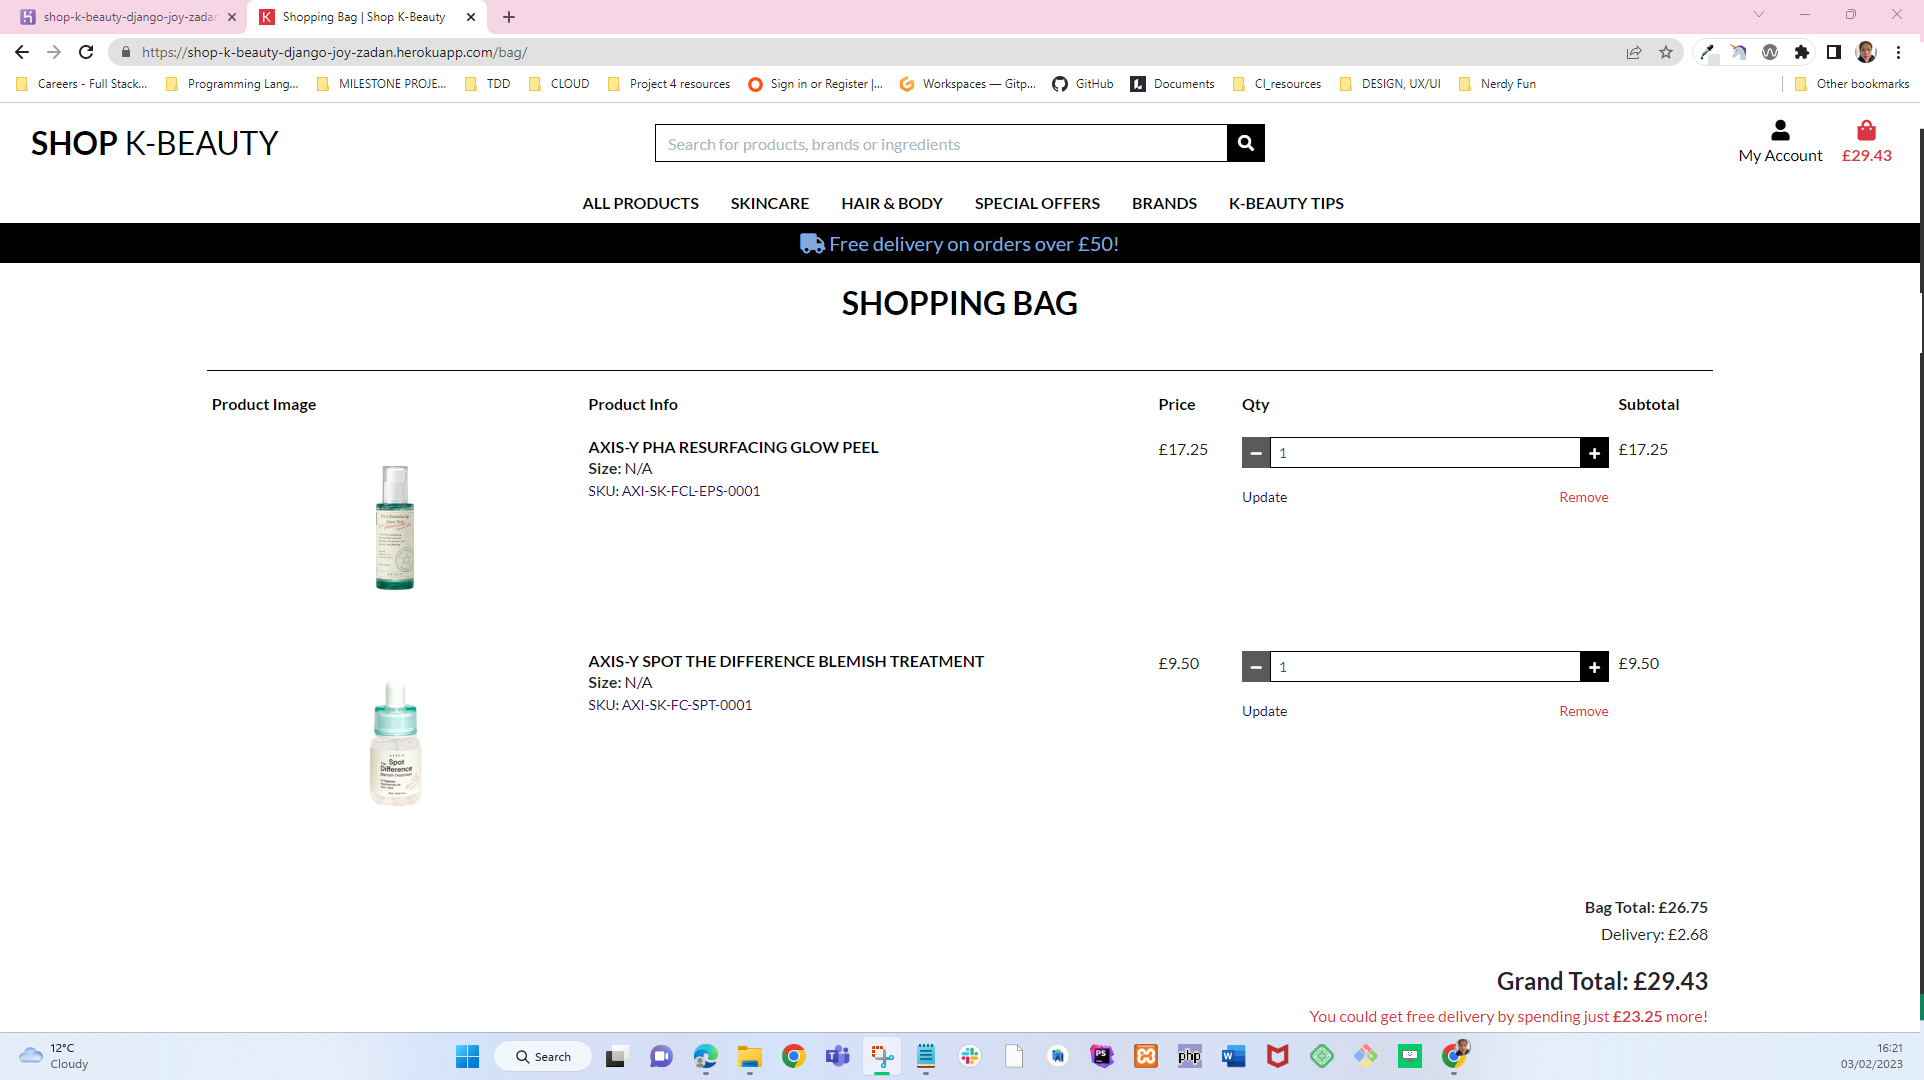 shop-k-beauty-django-joy-zadan
Shopping Bag | Shop K-Beauty
https://shop-k-beauty-django-joy-zadan.herokuapp.com/bag/
Careers - Full Stack...
Programming Lang...
MILESTONE PROJE...
TDD
CLOUD
Project 4 resources
Sign in or Register |...
Workspaces — Gitp...
GitHub
Documents
CI_resources
DESIGN, UX/UI
Nerdy Fun
Other bookmarks
SHOP K-BEAUTY
Search for products, brands or ingredients
My Account
£29.43
ALL PRODUCTS
SKINCARE
HAIR & BODY
SPECIAL OFFERS
BRANDS
K-BEAUTY TIPS
Free delivery on orders over £50!
SHOPPING BAG
Product Image
Product Info
Price
Qty
Subtotal
AXIS-Y PHA RESURFACING GLOW PEEL
Size: N/A
SKU: AXI-SK-FCL-EPS-0001
£17.25
1
£17.25
Update
Remove
AXIS-Y SPOT THE DIFFERENCE BLEMISH TREATMENT
Size: N/A
SKU: AXI-SK-FC-SPT-0001
£9.50
1
£9.50
Update
Remove
Spot
Difference
Bag Total: £26.75
Delivery: £2.68
Grand Total: £29.43
You could get free delivery by spending just £23.25 more!
12°C
Cloudy
Search
16:21
03/02/2023